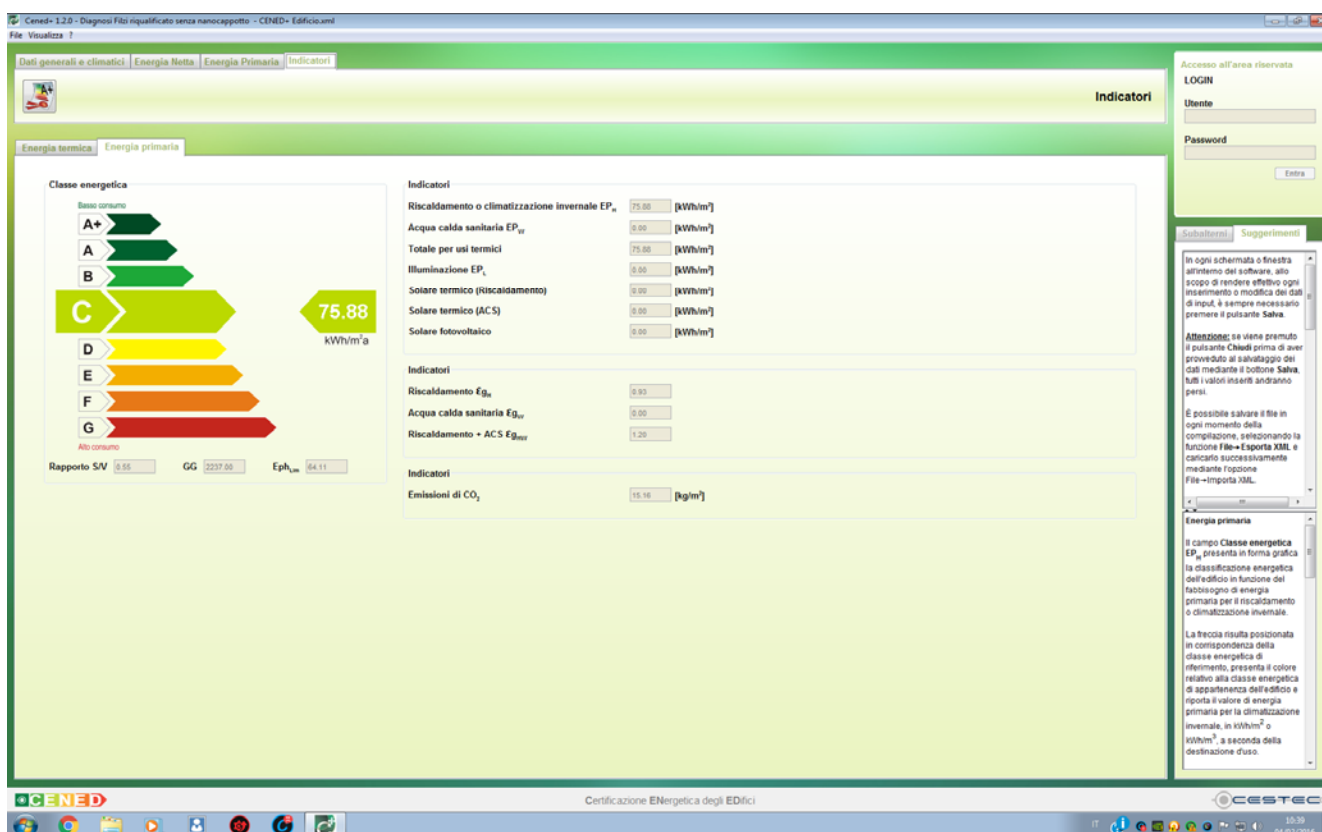 Cened+ 1.2.0 - Diagnosi Filzi riqualificato senza nanocappotto - CENED+ Edificio.xml
File Visualizza ?
Dati generali e climatici Energia Netta Energia Primaria Indicatori
Indicatori
Energia termica Energia primaria
Classe energetica
Basso consumo
A+
A
B
C
75.88
kWh/m²a
D
E
F
G
Alto consumo
Rapporto S/V 0.55 GG 2237.00 Eph_Lim 64.11
Indicatori
Riscaldamento o climatizzazione invernale EP_H 75.88 [kWh/m²]
Acqua calda sanitaria EP_W 0.00 [kWh/m²]
Totale per usi termici 75.88 [kWh/m²]
Illuminazione EP_L 0.00 [kWh/m²]
Solare termico (Riscaldamento) 0.00 [kWh/m²]
Solare termico (ACS) 0.00 [kWh/m²]
Solare fotovoltaico 0.00 [kWh/m²]
Indicatori
Riscaldamento Ɛg_H 0.93
Acqua calda sanitaria Ɛg_W 0.00
Riscaldamento + ACS Ɛg_HW 1.20
Indicatori
Emissioni di CO₂ 15.16 [kg/m²]
Accesso all'area riservata
LOGIN
Utente
Password
Entra
Subalterni Suggerimenti
In ogni schermata o finestra
all'interno del software, allo
scopo di rendere effettivo ogni
inserimento o modifica dei dati
di input, è sempre necessario
premere il pulsante Salva.
Attenzione: se viene premuto
il pulsante Chiudi prima di aver
provveduto al salvataggio dei
dati mediante il bottone Salva,
tutti i valori inseriti andranno
persi.
É possibile salvare il file in
ogni momento della
compilazione, selezionando la
funzione File→Esporta XML e
caricarlo successivamente
mediante l'opzione
File→Importa XML.
Energia primaria
Il campo Classe energetica
EP_H presenta in forma grafica
la classificazione energetica
dell'edificio in funzione del
fabbisogno di energia
primaria per il riscaldamento
o climatizzazione invernale.
La freccia risulta posizionata
in corrispondenza della
classe energetica di
riferimento, presenta il colore
relativo alla classe energetica
di appartenenza dell'edificio e
riporta il valore di energia
primaria per la climatizzazione
invernale, in kWh/m² o
kWh/m³, a seconda della
destinazione d'uso.
CENED
Certificazione ENergetica degli EDifici
CESTEC
IT
10:39